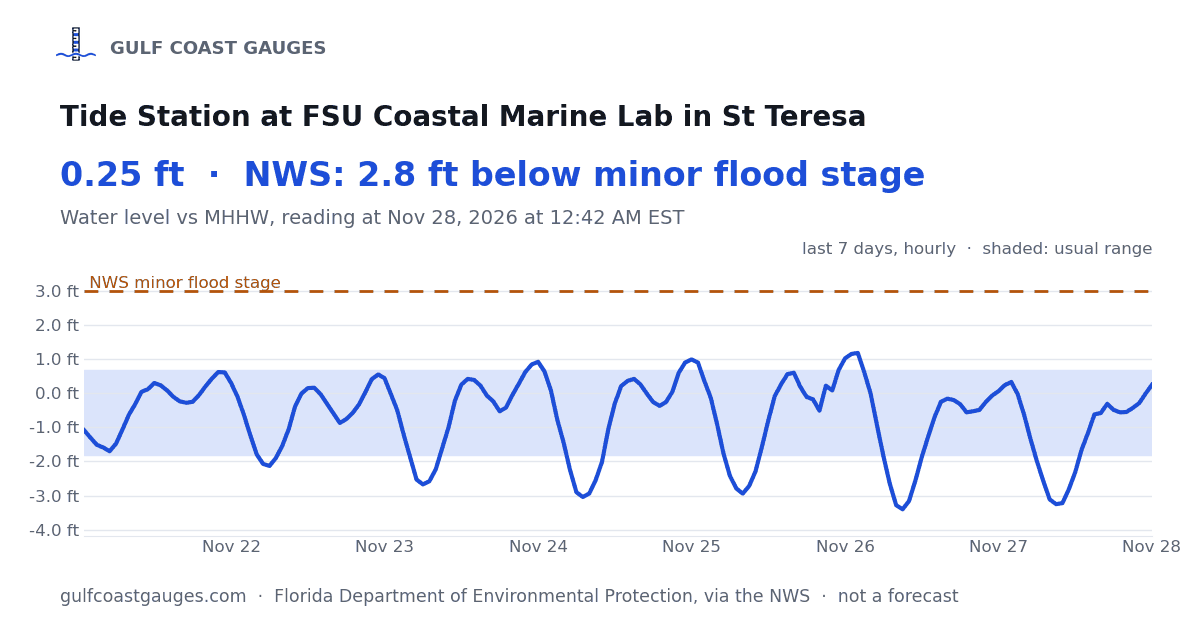 GULF COAST GAUGES
Tide Station at FSU Coastal Marine Lab in St Teresa
0.25 ft · NWS: 2.8 ft below minor flood stage
Water level vs MHHW, reading at Nov 28, 2026 at 12:42 AM EST
last 7 days, hourly · shaded: usual range
NWS minor flood stage
3.0 ft
2.0 ft
1.0 ft
0.0 ft
-1.0 ft
-2.0 ft
-3.0 ft
-4.0 ft
Nov 22 Nov 23 Nov 24 Nov 25 Nov 26 Nov 27 Nov 28
gulfcoastgauges.com · Florida Department of Environmental Protection, via the NWS · not a forecast